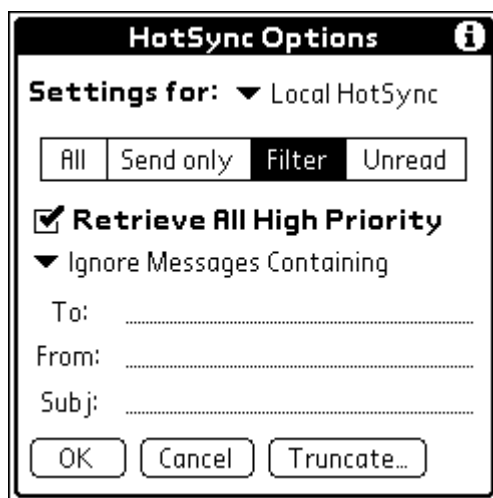 HotSync Options i
Settings for: Local HotSync
All Send only Filter Unread
Retrieve All High Priority
Ignore Messages Containing
To:
From:
Subj:
OK Cancel Truncate...